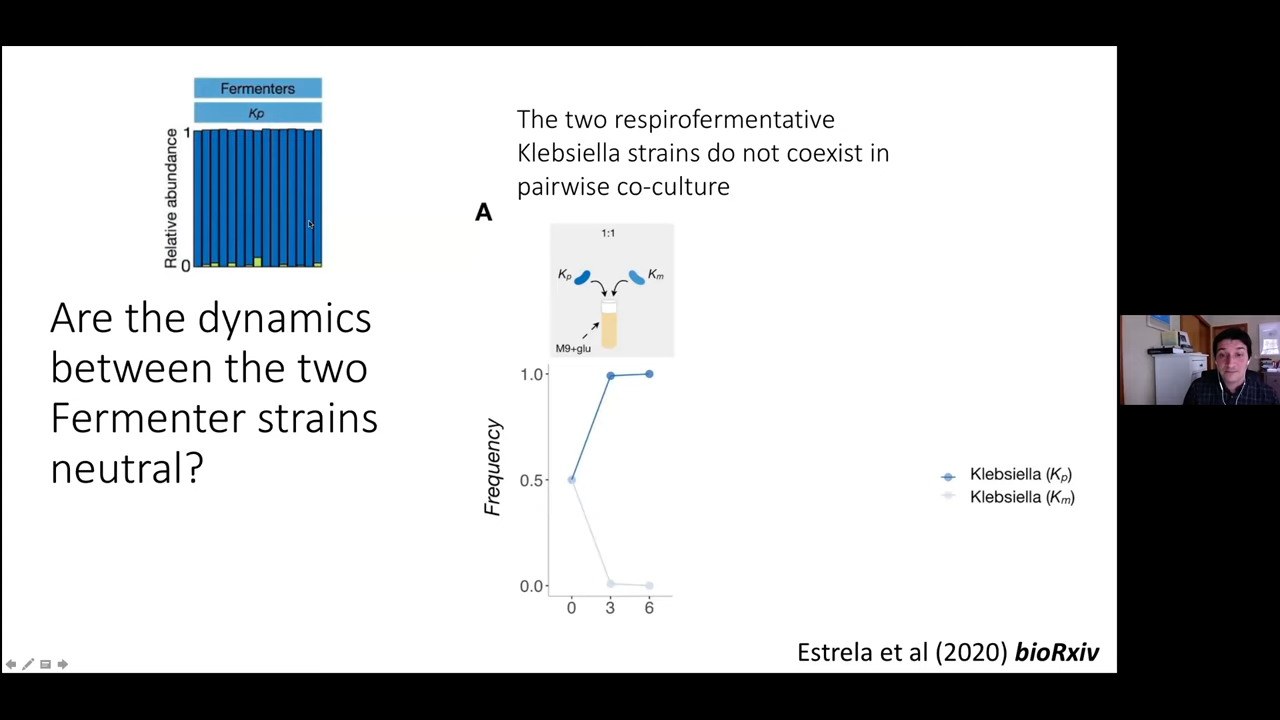 Fermenters
Kp
Relative abundance
1
0
Are the dynamics
between the two
Fermenter strains
neutral?
The two respirofermentative
Klebsiella strains do not coexist in
pairwise co-culture
A
1:1
Kp
Km
M9+glu
Frequency
1.0
0.5
0.0
0 3 6
Klebsiella (Kp)
Klebsiella (Km)
Estrela et al (2020) bioRxiv